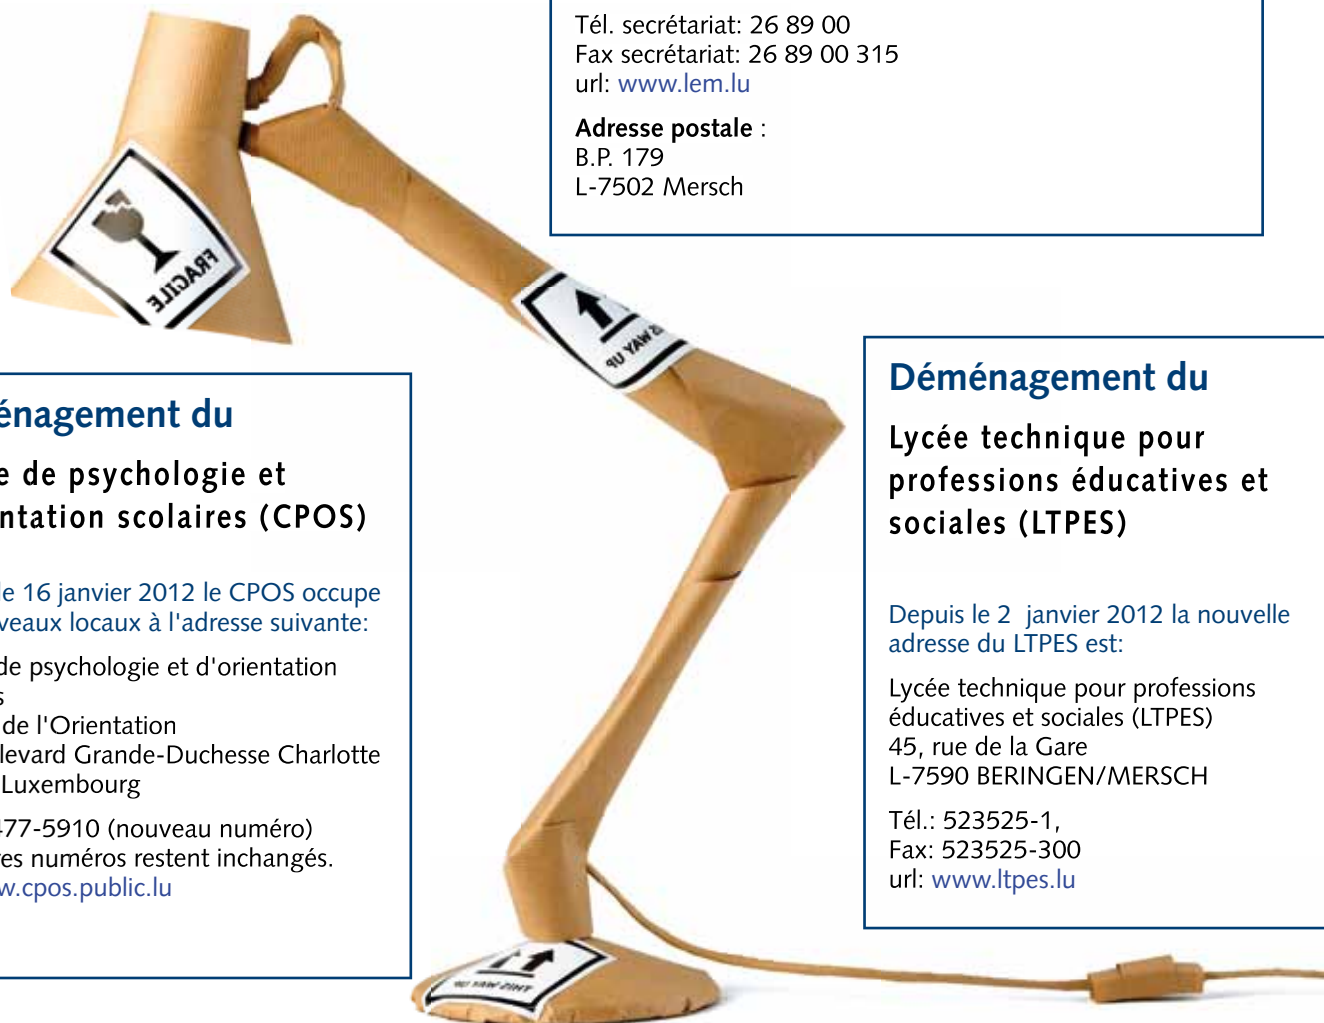 Tél. secrétariat: 26 89 00
Fax secrétariat: 26 89 00 315
url: www.lem.lu
Adresse postale :
B.P. 179
L-7502 Mersch
FRAGILE
WAY UP
Déménagement du
Lycée technique pour
professions éducatives et
sociales (LTPES)
Depuis le 2 janvier 2012 la nouvelle
adresse du LTPES est:
Lycée technique pour professions
éducatives et sociales (LTPES)
45, rue de la Gare
L-7590 BERINGEN/MERSCH
Tél.: 523525-1,
Fax: 523525-300
url: www.ltpes.lu
énagement du
e de psychologie et
ntation scolaires (CPOS)
le 16 janvier 2012 le CPOS occupe
veaux locaux à l'adresse suivante:
de psychologie et d'orientation
s
de l'Orientation
levard Grande-Duchesse Charlotte
Luxembourg
477-5910 (nouveau numéro)
res numéros restent inchangés.
w.cpos.public.lu
THIS WAY UP